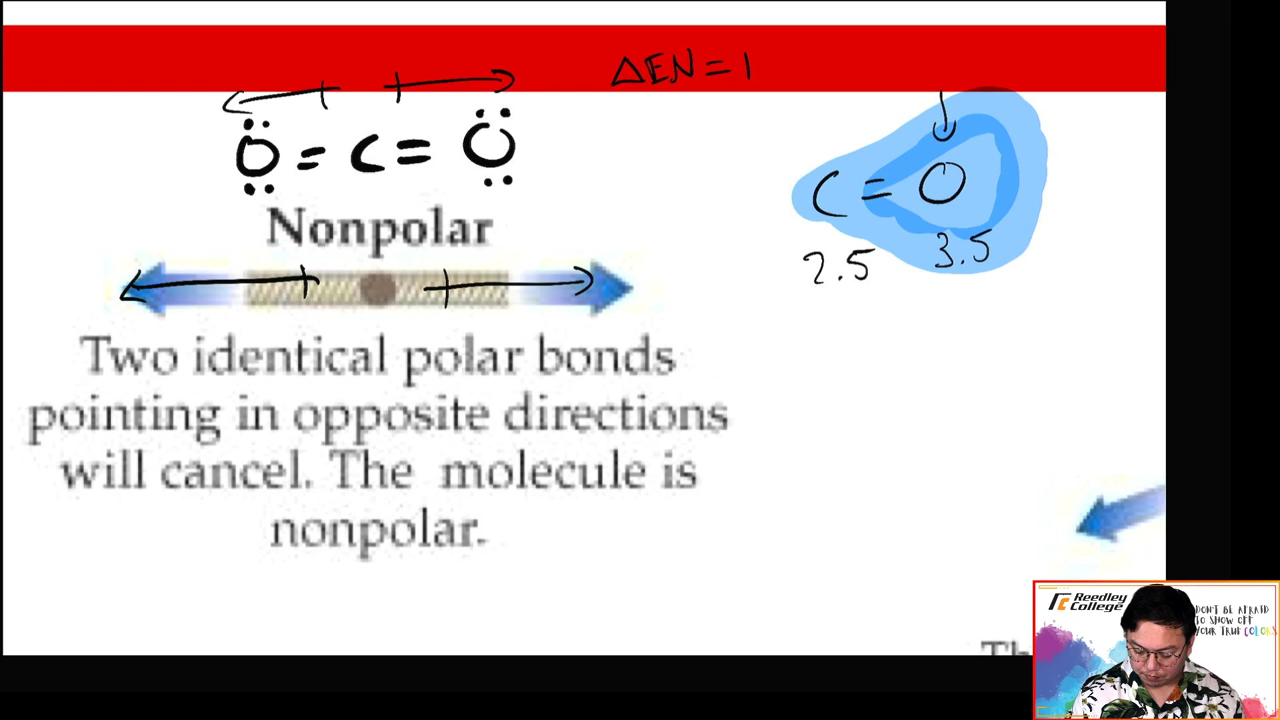 ΔEN = 1
Ö = C = Ö
C = O
2.5 3.5
Nonpolar
Two identical polar bonds
pointing in opposite directions
will cancel. The molecule is
nonpolar.
Reedley
College
DON'T BE AFRAID
TO SHOW OFF
YOUR TRUE COLORS